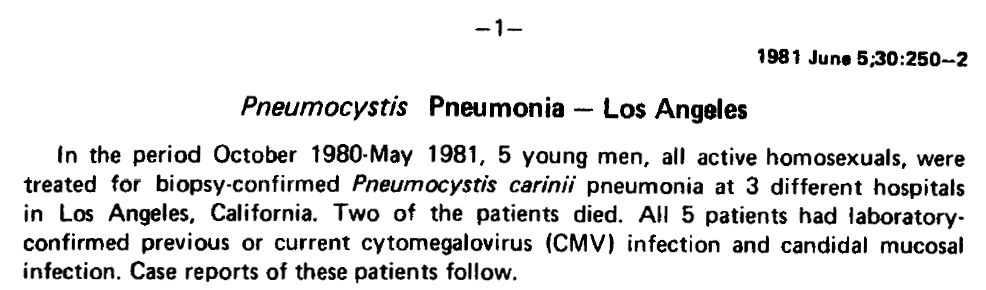 –1–
1981 June 5;30:250–2
Pneumocystis Pneumonia – Los Angeles
In the period October 1980-May 1981, 5 young men, all active homosexuals, were
treated for biopsy-confirmed Pneumocystis carinii pneumonia at 3 different hospitals
in Los Angeles, California. Two of the patients died. All 5 patients had laboratory-
confirmed previous or current cytomegalovirus (CMV) infection and candidal mucosal
infection. Case reports of these patients follow.